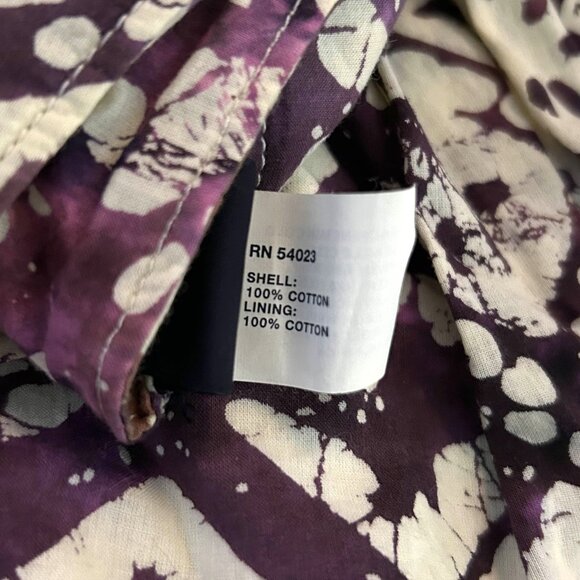 RN 54023
SHELL:
100% COTTON
LINING:
100% COTTON